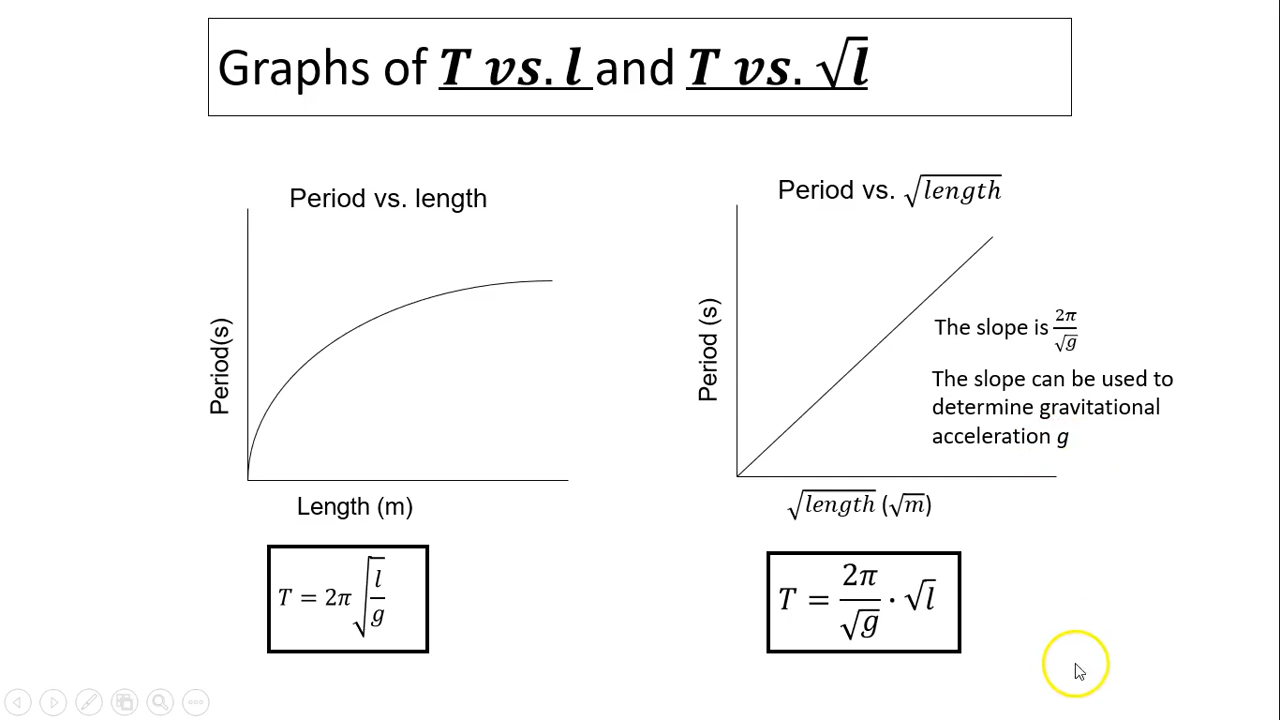 Graphs of T vs. l and T vs. √l
Period vs. length
Period(s)
Length (m)
T = 2π √(l/g)
Period vs. √length
Period (s)
The slope is 2π/√g
The slope can be used to
determine gravitational
acceleration g
√length (√m)
T = 2π/√g · √l